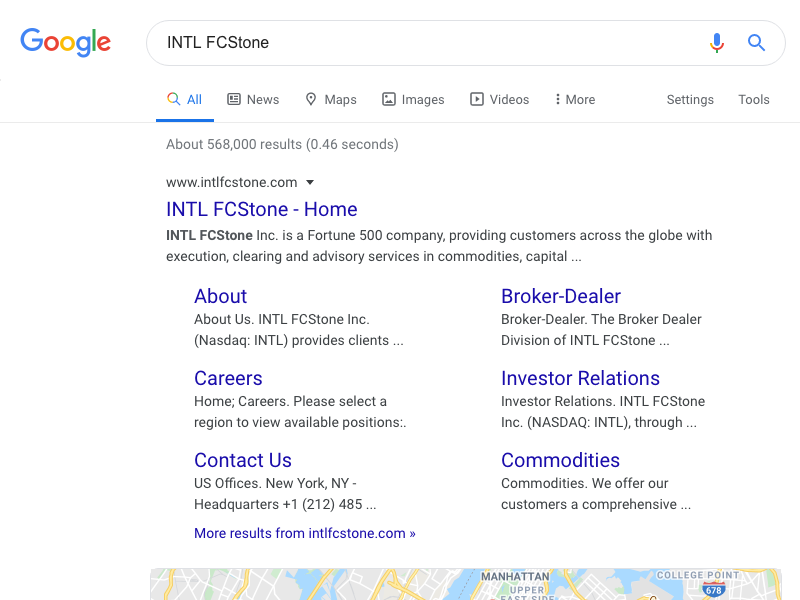 Google
INTL FCStone
All
News
Maps
Images
Videos
More
Settings
Tools
About 568,000 results (0.46 seconds)
www.intlfcstone.com
INTL FCStone - Home
INTL FCStone Inc. is a Fortune 500 company, providing customers across the globe with
execution, clearing and advisory services in commodities, capital ...
About
About Us. INTL FCStone Inc.
(Nasdaq: INTL) provides clients ...
Broker-Dealer
Broker-Dealer. The Broker Dealer
Division of INTL FCStone ...
Careers
Home; Careers. Please select a
region to view available positions:.
Investor Relations
Investor Relations. INTL FCStone
Inc. (NASDAQ: INTL), through ...
Contact Us
US Offices. New York, NY -
Headquarters +1 (212) 485 ...
Commodities
Commodities. We offer our
customers a comprehensive ...
More results from intlfcstone.com »
MANHATTAN
COLLEGE POINT
UPPER
EAST SIDE
678